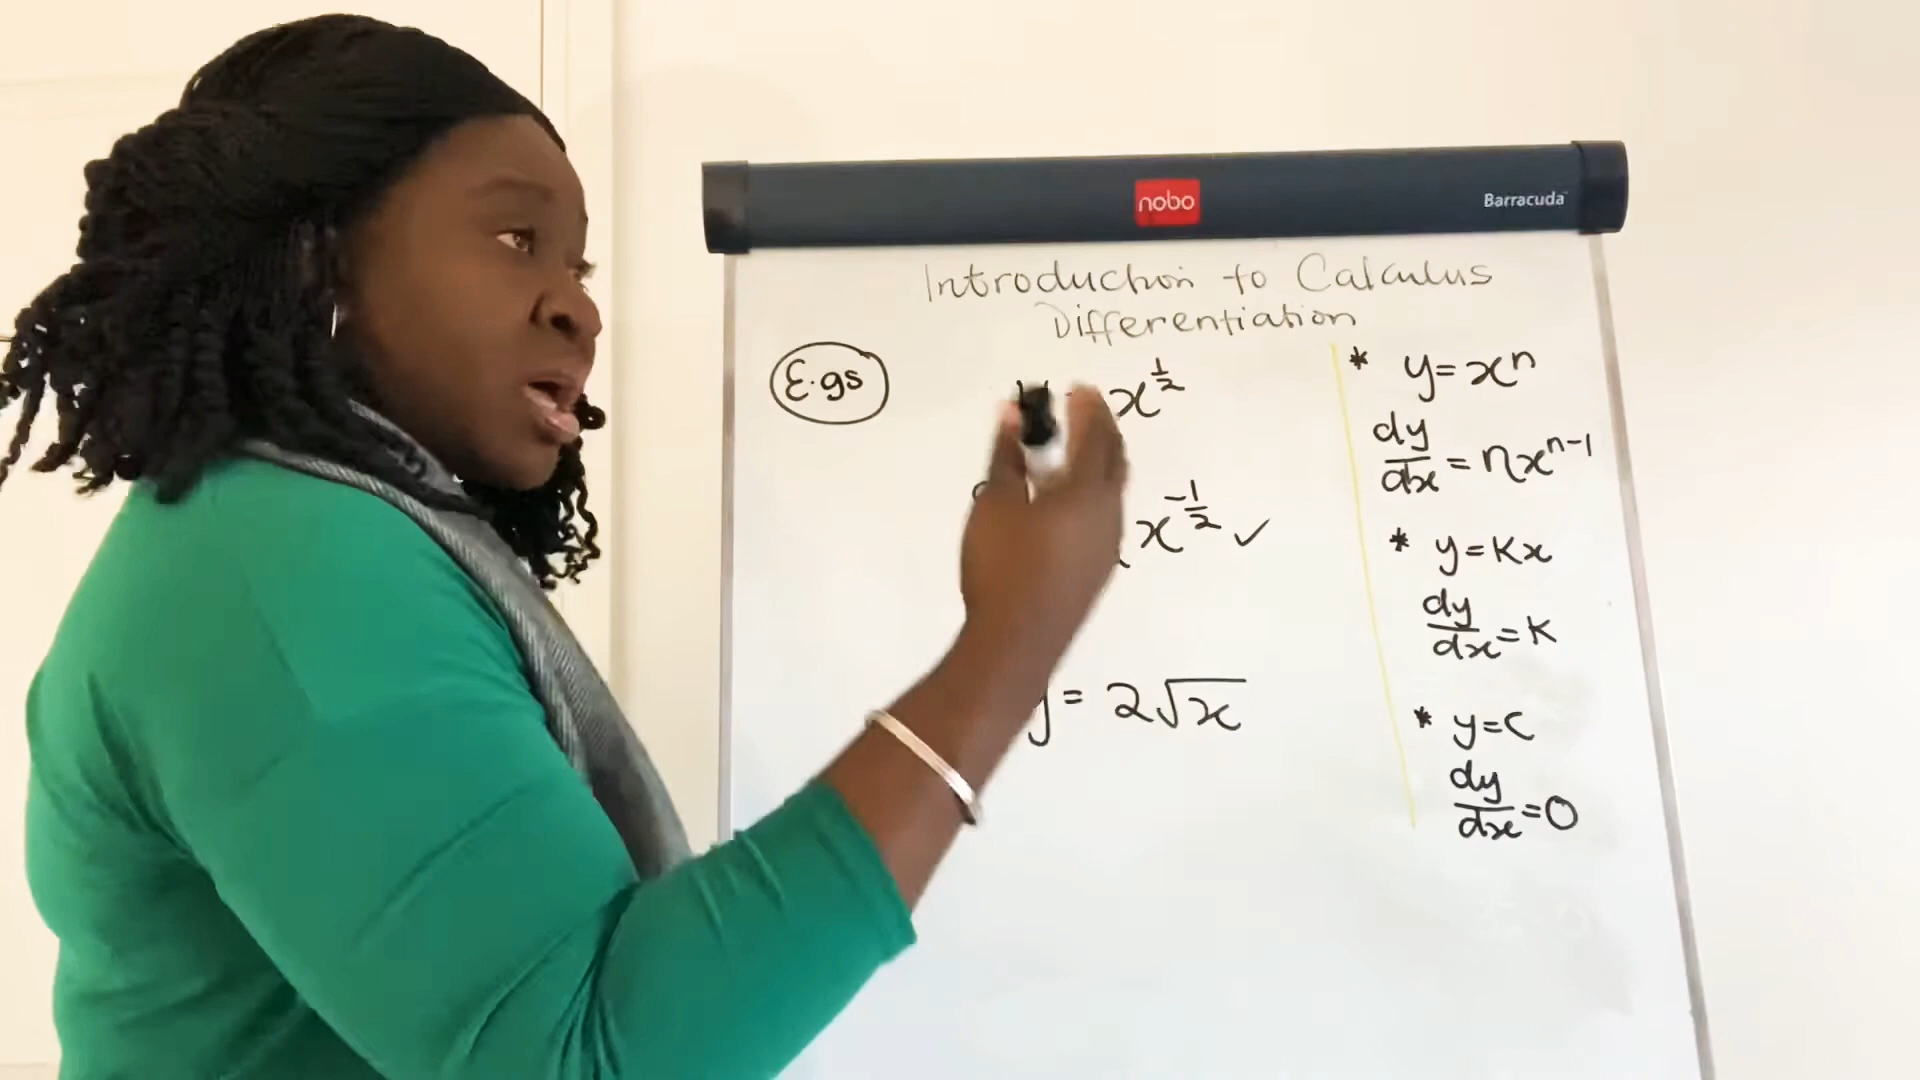 nobo
Barracuda
Introduction to Calculus
Differentiation
E.gs
x^{1/2}
x^{-1/2} ✓
y = 2√x
* y=x^n
dy/dx = nx^{n-1}
* y=Kx
dy/dx = K
* y=C
dy/dx = 0